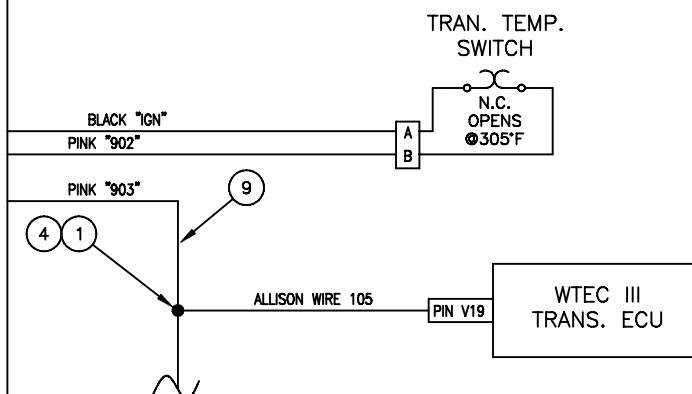 TRAN. TEMP.
SWITCH
N.C.
OPENS
@305°F
BLACK "IGN"
PINK "902"
A
B
PINK "903"
9
4
1
ALLISON WIRE 105
PIN V19
WTEC III
TRANS. ECU